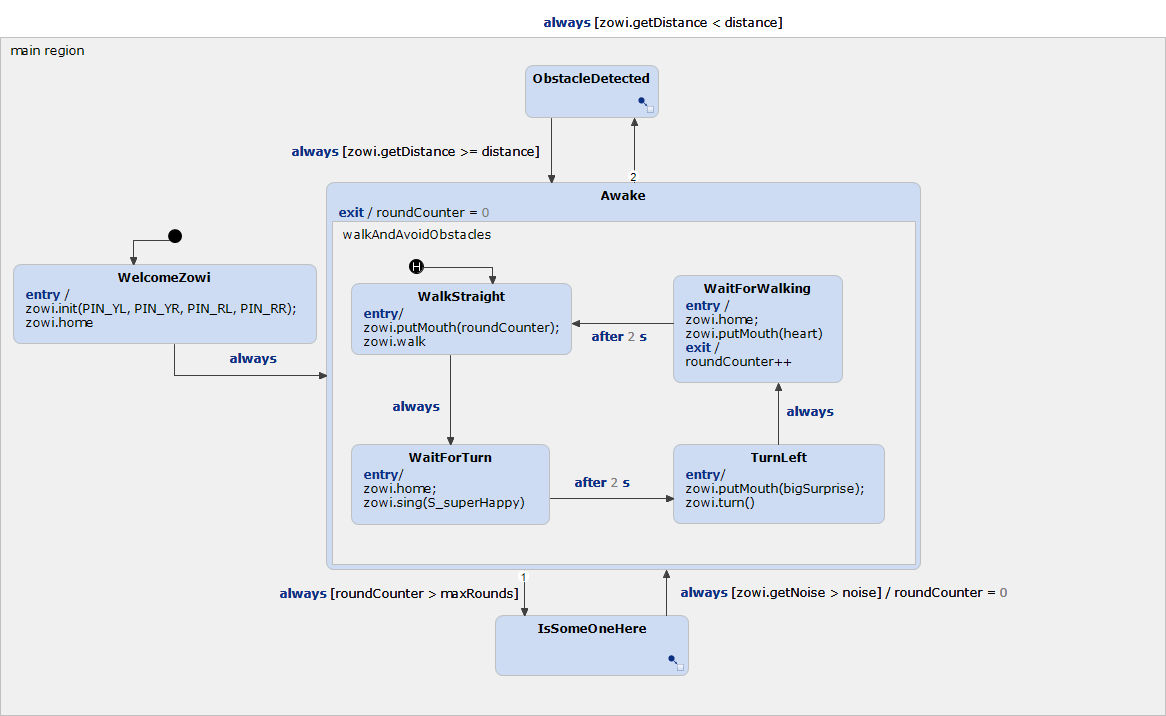 always [zowi.getDistance < distance]
main region
ObstacleDetected
always [zowi.getDistance >= distance]
2
Awake
exit / roundCounter = 0
walkAndAvoidObstacles
H
WelcomeZowi
entry /
zowi.init(PIN_YL, PIN_YR, PIN_RL, PIN_RR);
zowi.home
always
WalkStraight
entry/
zowi.putMouth(roundCounter);
zowi.walk
WaitForWalking
entry /
zowi.home;
zowi.putMouth(heart)
exit /
roundCounter++
after 2 s
always
always
WaitForTurn
entry/
zowi.home;
zowi.sing(S_superHappy)
after 2 s
TurnLeft
entry/
zowi.putMouth(bigSurprise);
zowi.turn()
1
always [roundCounter > maxRounds]
always [zowi.getNoise > noise] / roundCounter = 0
IsSomeOneHere